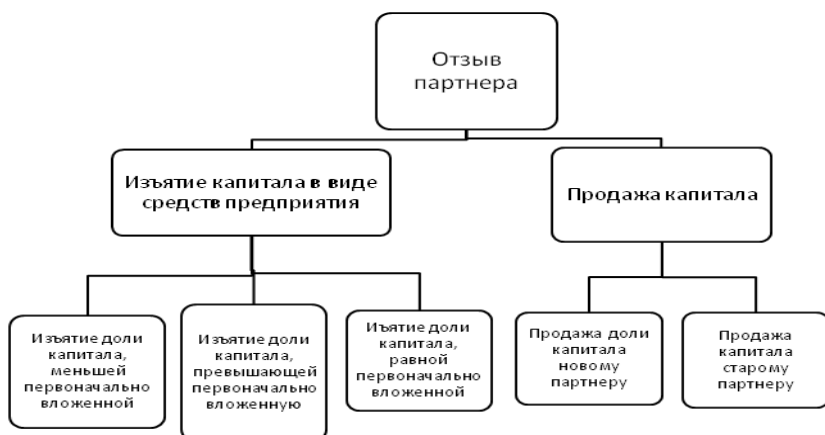 Отзыв
партнера
Изъятие капитала в виде
средств предприятия
Продажа капитала
Изъятие доли
капитала,
меньшей
первоначально
вложенной
Изъятие доли
капитала,
превышающей
первоначально
вложенную
Иъятие доли
капитала,
равной
первоначально
вложенной
Продажа доли
капитала
новому
партнеру
Продажа
капитала
старому
партнеру